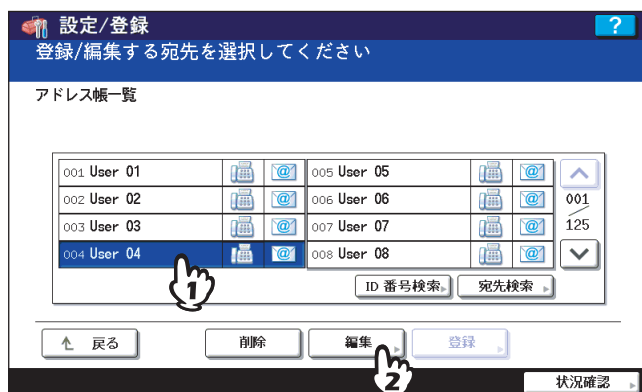 設定/登録 ?
登録/編集する宛先を選択してください
アドレス帳一覧
001 User 01 @ 005 User 05 @
002 User 02 @ 006 User 06 @ 001
003 User 03 @ 007 User 07 @ 125
004 User 04 @ 008 User 08 @
1
ID 番号検索 宛先検索
戻る 削除 編集 登録
2
状況確認